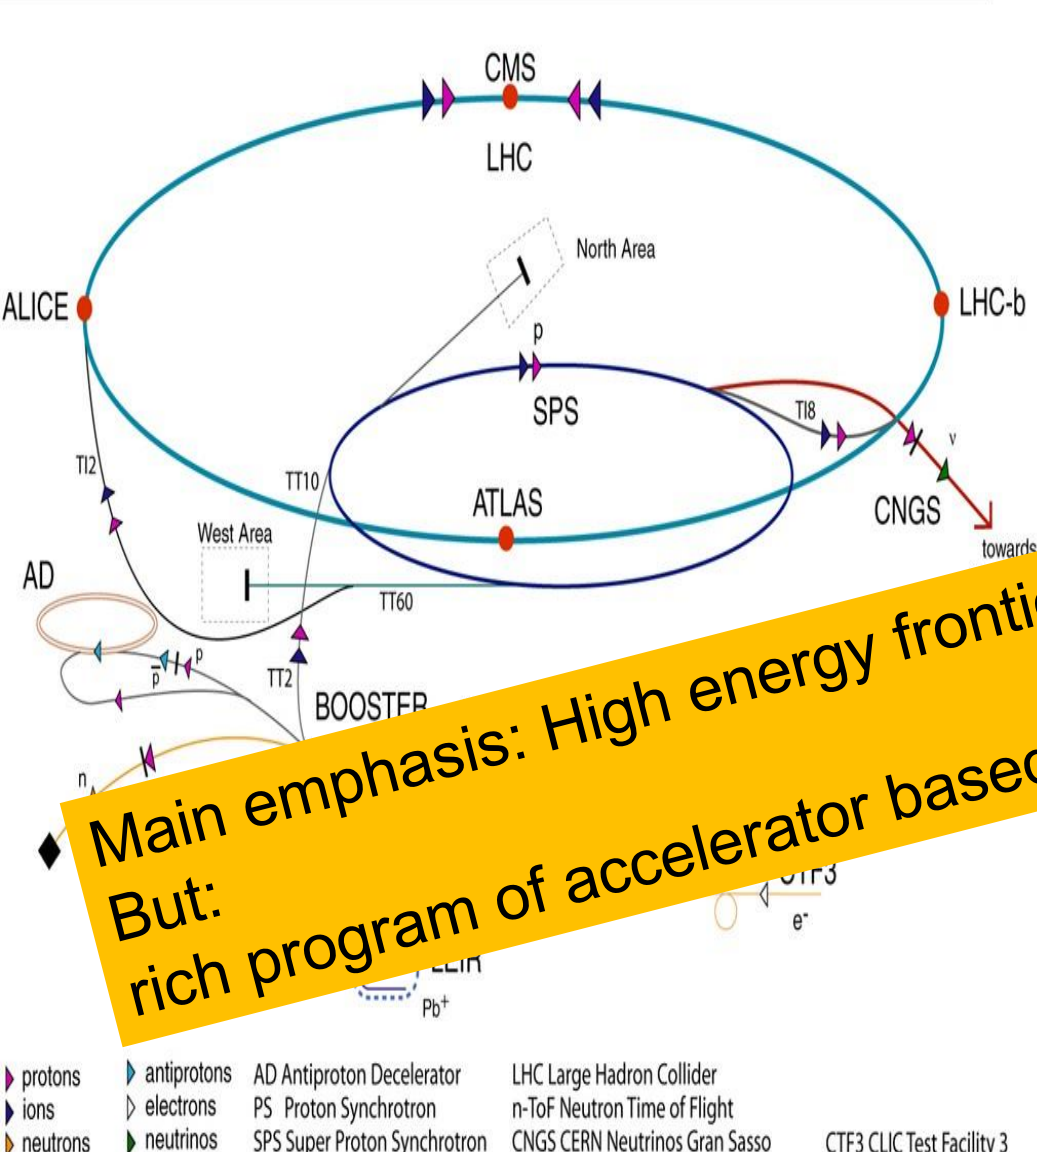 CMS
LHC
North Area
ALICE
LHC-b
p
SPS
TI8
ν
TI2
TT10
ATLAS
CNGS
West Area
towards
AD
TT60
p
p
TT2
BOOSTER
n
Main emphasis: High energy
But:
rich program of accelerator based
CTF3
e-
LEIR
Pb+
protons
antiprotons
AD Antiproton Decelerator
LHC Large Hadron Collider
ions
electrons
PS Proton Synchrotron
n-ToF Neutron Time of Flight
neutrons
neutrinos
SPS Super Proton Synchrotron
CNGS CERN Neutrinos Gran Sasso
CTF3 CLIC Test Facility 3